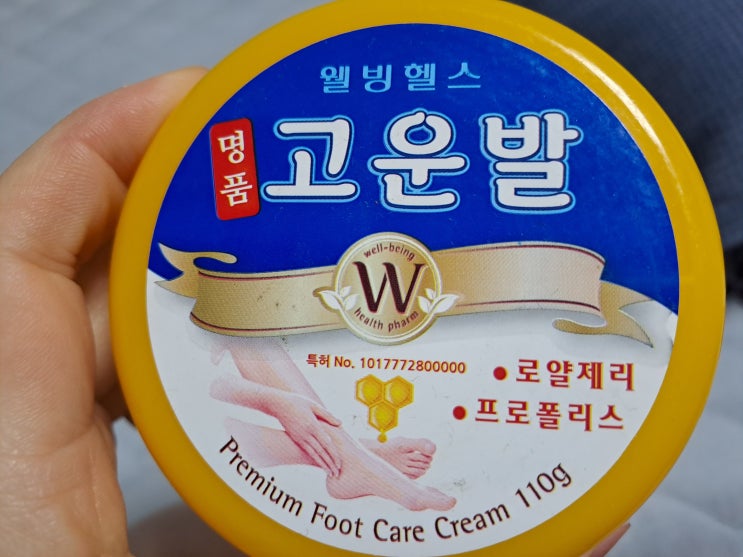 웰빙헬스
명품
고운발
well-being
W
health pharm
특허 No. 1017772800000
• 로얄제리
• 프로폴리스
Premium Foot Care Cream 110g